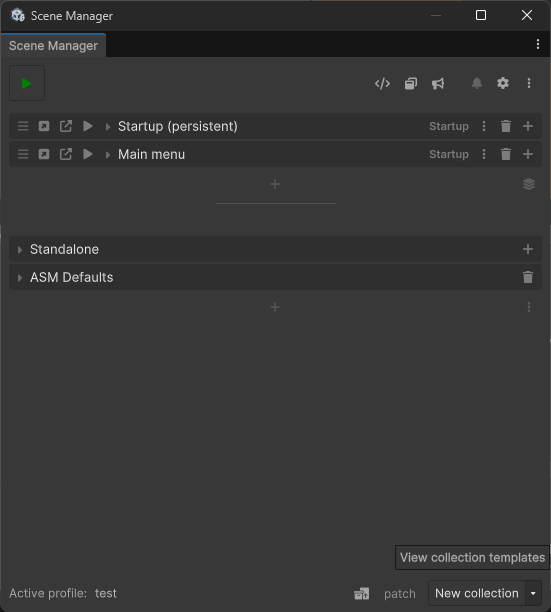 Scene Manager
Scene Manager
Startup (persistent) Startup
Main menu Startup
Standalone
ASM Defaults
View collection templates
Active profile: test patch New collection